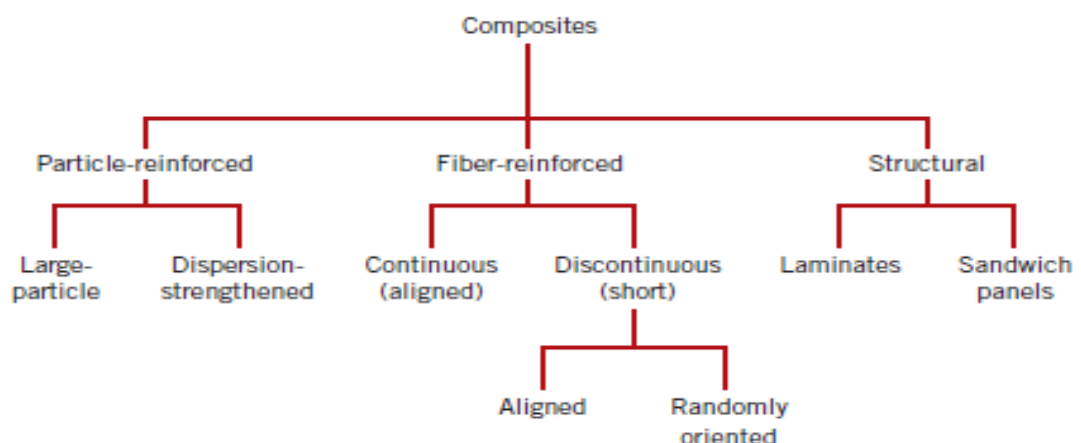 Composites
Particle-reinforced Fiber-reinforced Structural
Large- Dispersion- Continuous Discontinuous Laminates Sandwich
particle strengthened (aligned) (short) panels
Aligned Randomly
oriented